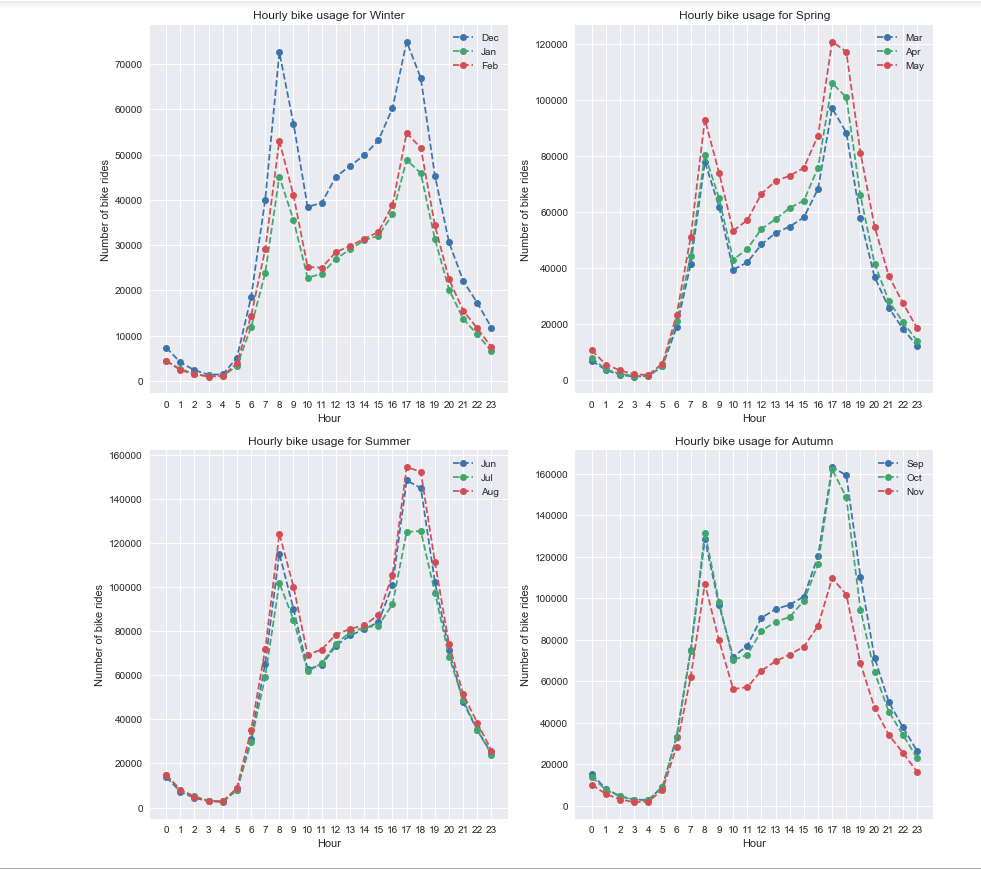 Hourly bike usage for Winter
Dec
Jan
Feb
70000
60000
50000
40000
30000
20000
10000
0
Number of bike rides
0 1 2 3 4 5 6 7 8 9 10 11 12 13 14 15 16 17 18 19 20 21 22 23
Hour
Hourly bike usage for Spring
Mar
Apr
May
120000
100000
80000
60000
40000
20000
0
Number of bike rides
0 1 2 3 4 5 6 7 8 9 10 11 12 13 14 15 16 17 18 19 20 21 22 23
Hour
Hourly bike usage for Summer
Jun
Jul
Aug
160000
140000
120000
100000
80000
60000
40000
20000
0
Number of bike rides
0 1 2 3 4 5 6 7 8 9 10 11 12 13 14 15 16 17 18 19 20 21 22 23
Hour
Hourly bike usage for Autumn
Sep
Oct
Nov
160000
140000
120000
100000
80000
60000
40000
20000
0
Number of bike rides
0 1 2 3 4 5 6 7 8 9 10 11 12 13 14 15 16 17 18 19 20 21 22 23
Hour